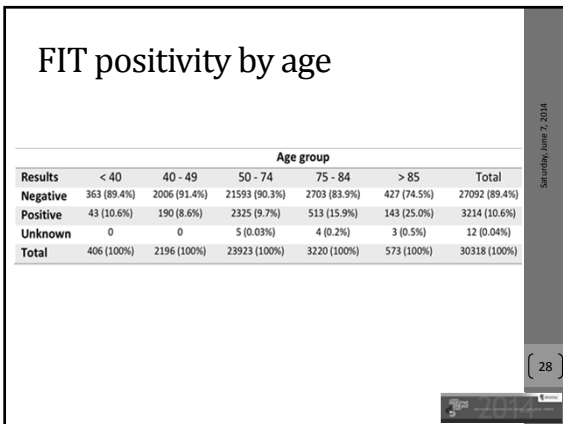 FIT positivity by age
Saturday, June 7, 2014
Age group
Results < 40 40 - 49 50 - 74 75 - 84 > 85 Total
Negative 363 (89.4%) 2006 (91.4%) 21593 (90.3%) 2703 (83.9%) 427 (74.5%) 27092 (89.4%)
Positive 43 (10.6%) 190 (8.6%) 2325 (9.7%) 513 (15.9%) 143 (25.0%) 3214 (10.6%)
Unknown 0 0 5 (0.03%) 4 (0.2%) 3 (0.5%) 12 (0.04%)
Total 406 (100%) 2196 (100%) 23923 (100%) 3220 (100%) 573 (100%) 30318 (100%)
28
2014